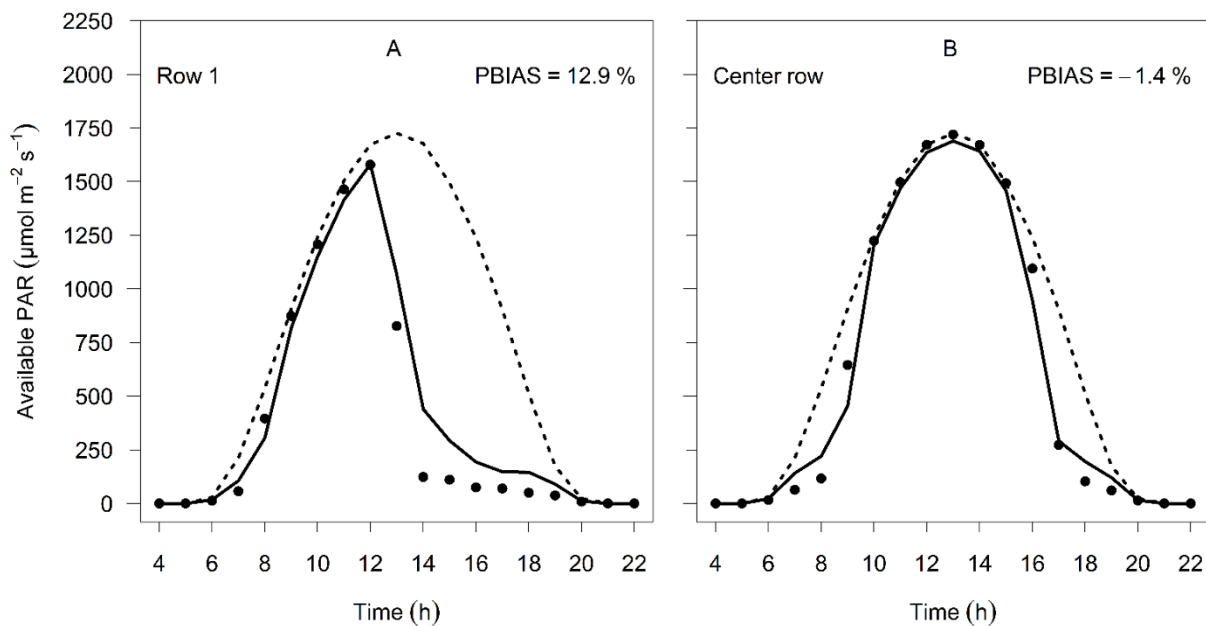 A
Row 1
PBIAS = 12.9 %
B
Center row
PBIAS = − 1.4 %
Available PAR (µmol m⁻² s⁻¹)
2250
2000
1750
1500
1250
1000
750
500
250
0
4 6 8 10 12 14 16 18 20 22
4 6 8 10 12 14 16 18 20 22
Time (h)
Time (h)